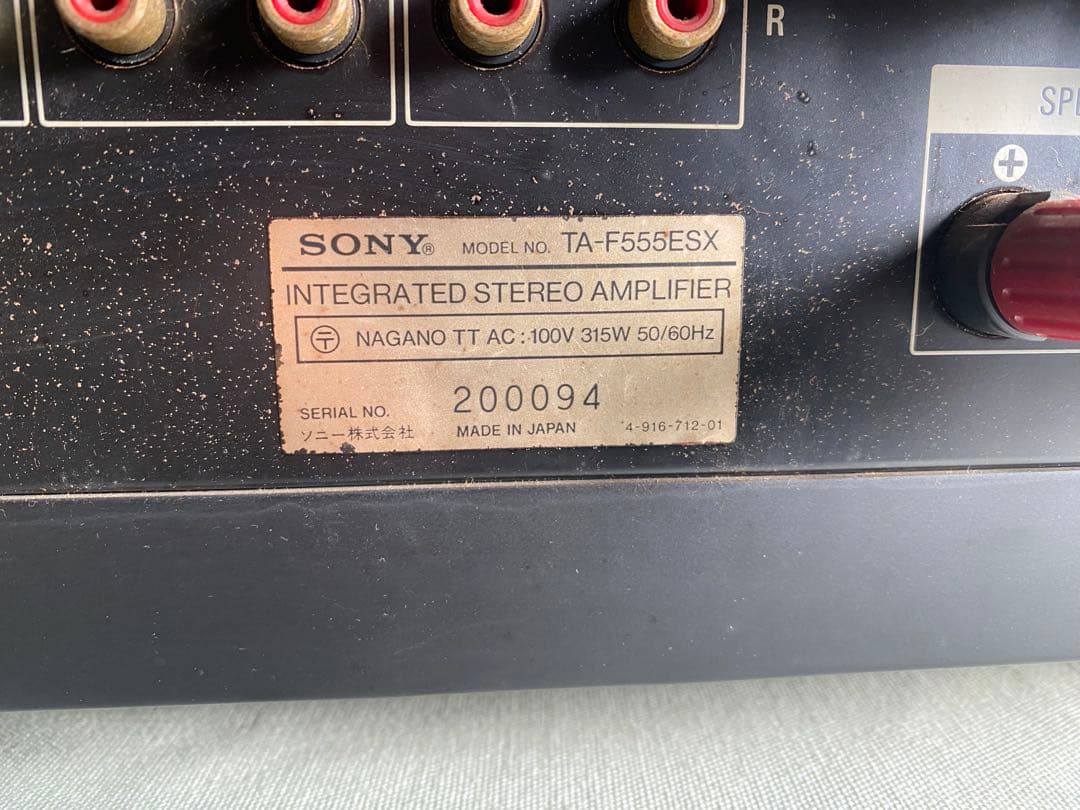 R
SONY® MODEL NO. TA-F555ESX
INTEGRATED STEREO AMPLIFIER
〒 NAGANO TT AC:100V 315W 50/60Hz
SERIAL NO. 200094
ソニー株式会社 MADE IN JAPAN 4-916-712-01
+